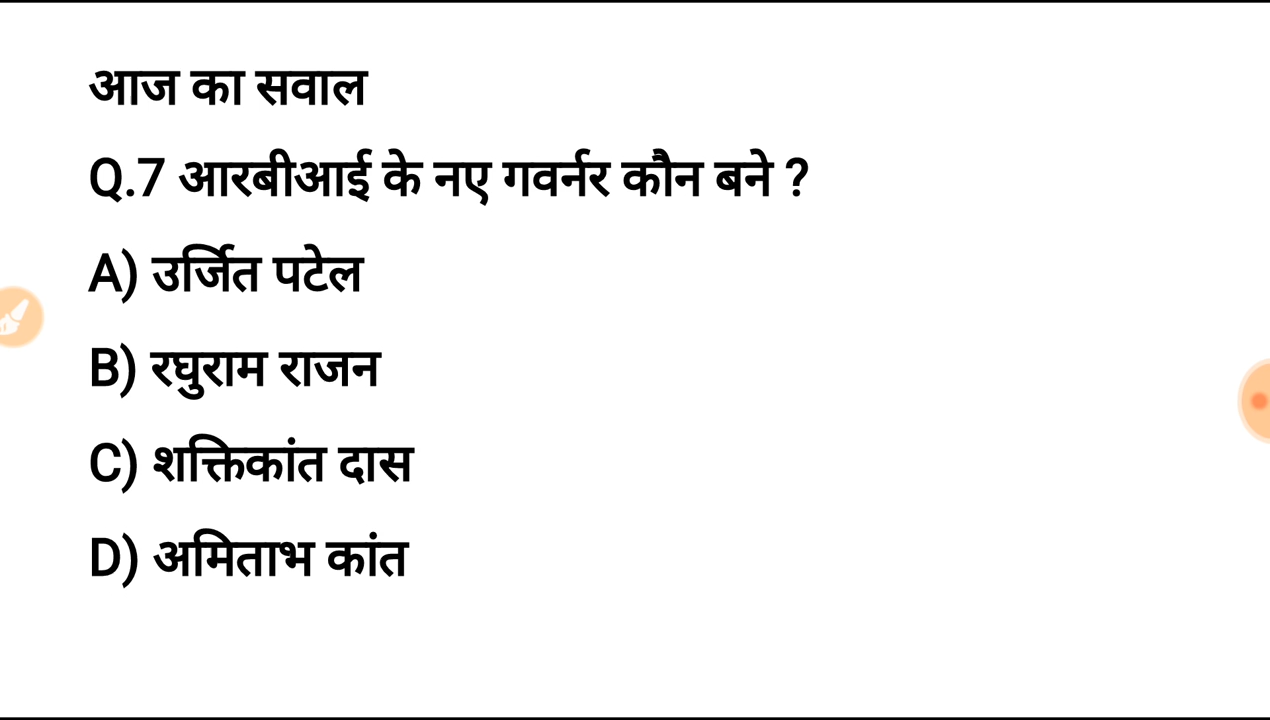 आज का सवाल
Q.7 आरबीआई के नए गवर्नर कौन बने ?
A) उर्जित पटेल
B) रघुराम राजन
C) शक्तिकांत दास
D) अमिताभ कांत